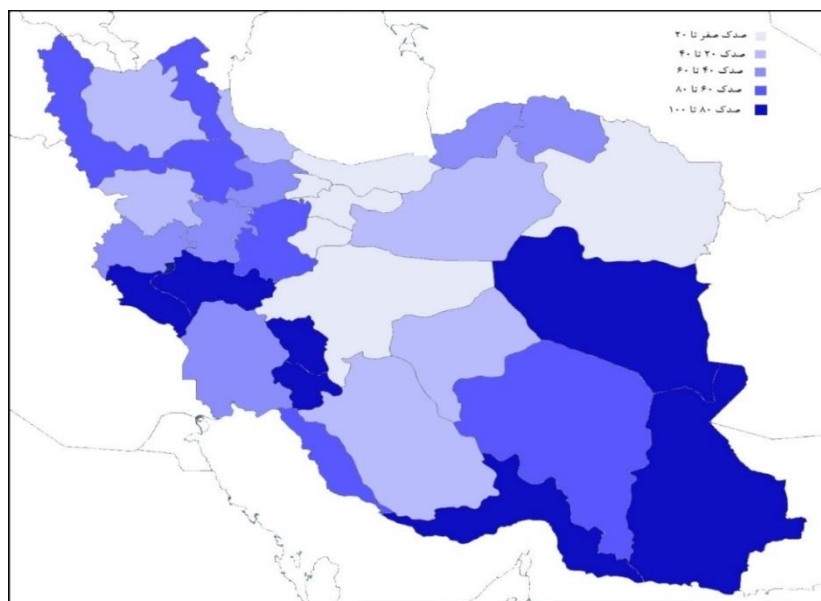 صدک صفر تا ۲۰
صدک ۲۰ تا ۴۰
صدک ۴۰ تا ۶۰
صدک ۶۰ تا ۸۰
صدک ۸۰ تا ۱۰۰